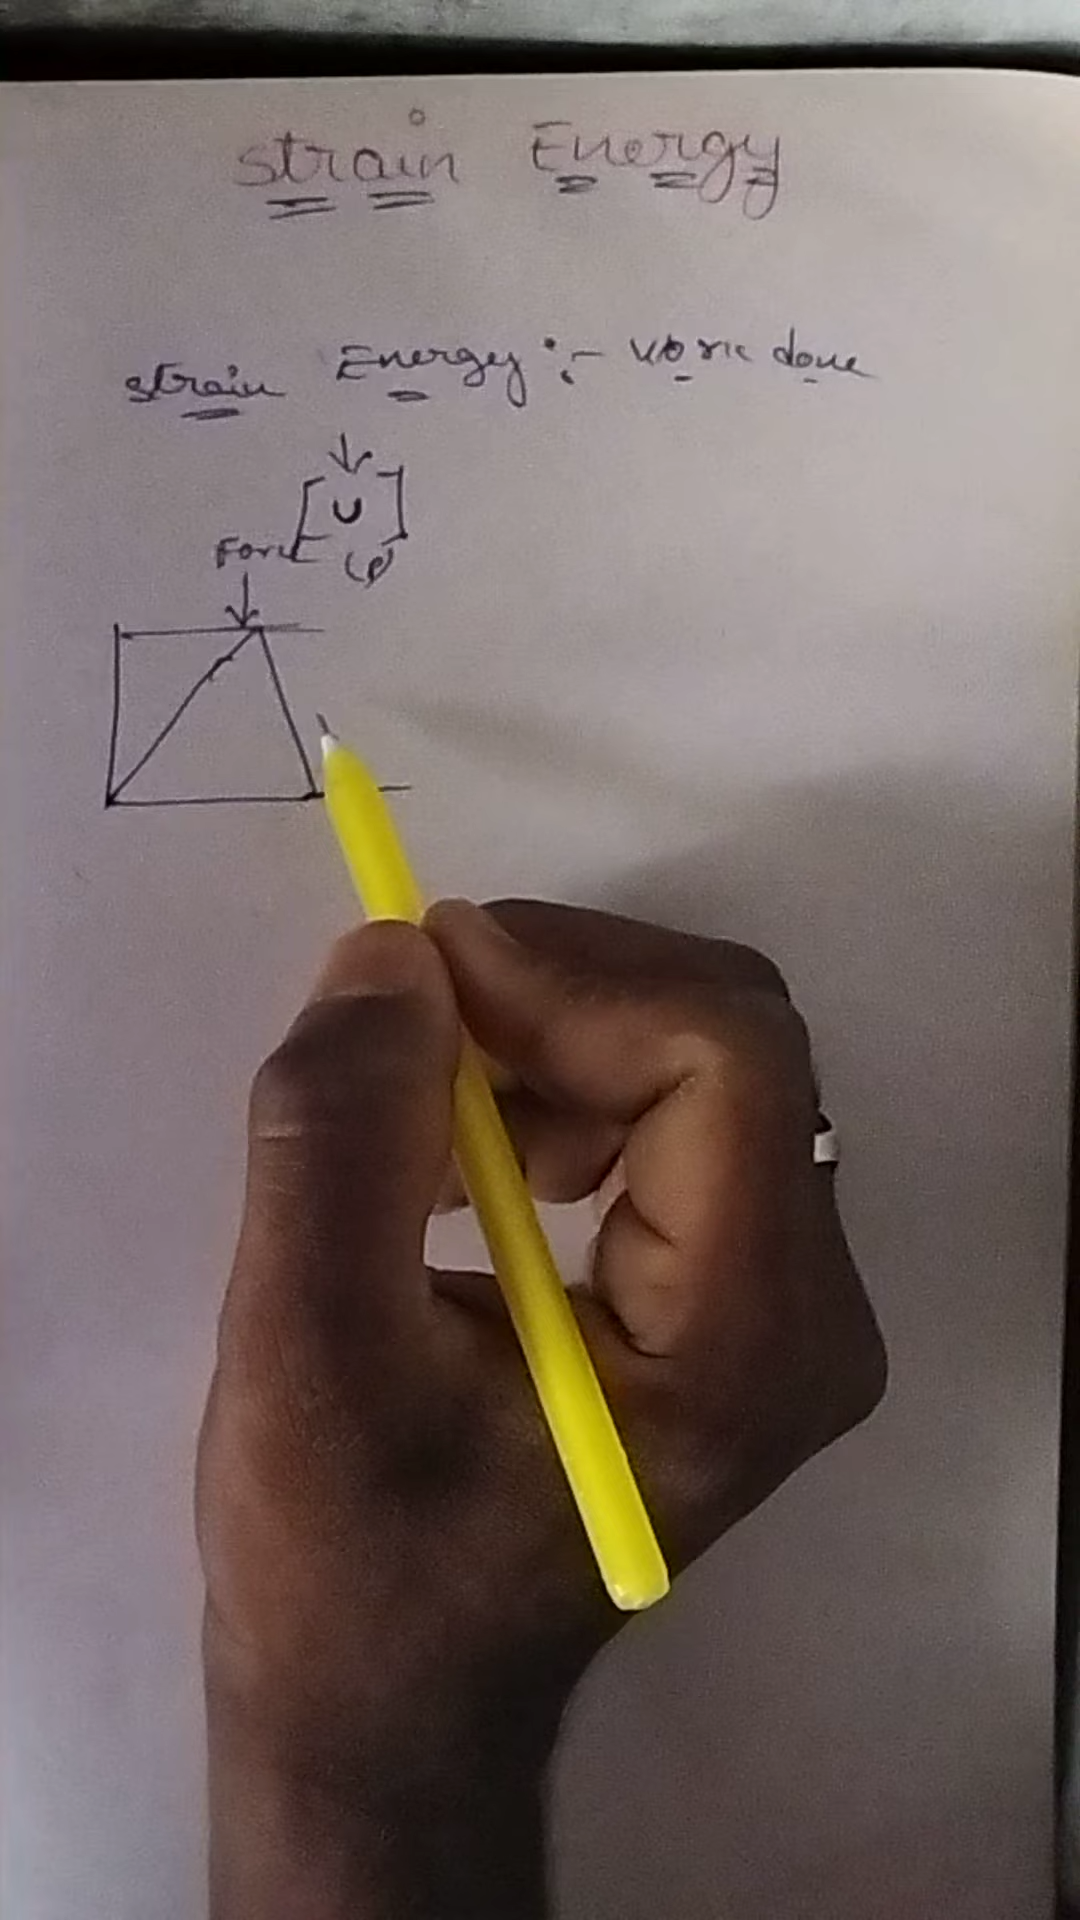 strain Energy
strain Energy :- work done
[U]
Force (P)